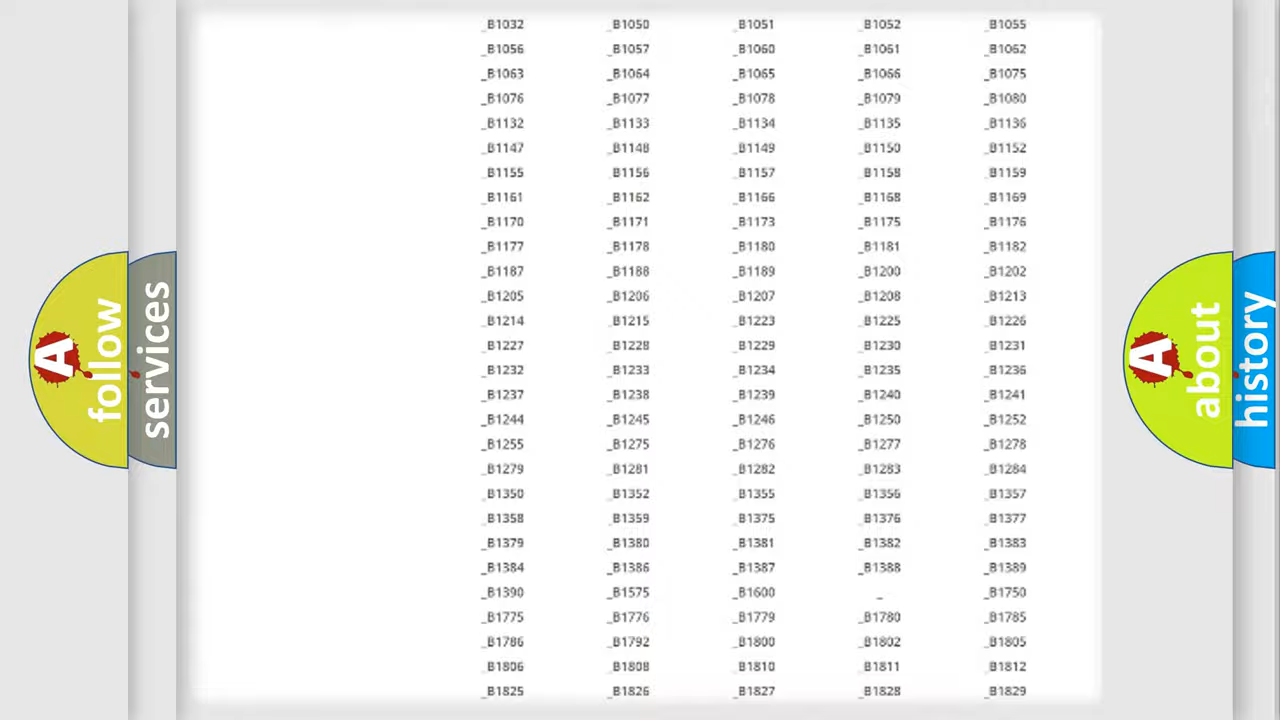 _B1032 _B1050 _B1051 _B1052 _B1055
_B1056 _B1057 _B1060 _B1061 _B1062
_B1063 _B1064 _B1065 _B1066 _B1075
_B1076 _B1077 _B1078 _B1079 _B1080
_B1132 _B1133 _B1134 _B1135 _B1136
_B1147 _B1148 _B1149 _B1150 _B1152
_B1155 _B1156 _B1157 _B1158 _B1159
_B1161 _B1162 _B1166 _B1168 _B1169
_B1170 _B1171 _B1173 _B1175 _B1176
_B1177 _B1178 _B1180 _B1181 _B1182
_B1187 _B1188 _B1189 _B1200 _B1202
_B1205 _B1206 _B1207 _B1208 _B1213
_B1214 _B1215 _B1223 _B1225 _B1226
_B1227 _B1228 _B1229 _B1230 _B1231
_B1232 _B1233 _B1234 _B1235 _B1236
_B1237 _B1238 _B1239 _B1240 _B1241
_B1244 _B1245 _B1246 _B1250 _B1252
_B1255 _B1275 _B1276 _B1277 _B1278
_B1279 _B1281 _B1282 _B1283 _B1284
_B1350 _B1352 _B1355 _B1356 _B1357
_B1358 _B1359 _B1375 _B1376 _B1377
_B1379 _B1380 _B1381 _B1382 _B1383
_B1384 _B1386 _B1387 _B1388 _B1389
_B1390 _B1575 _B1600 _ _B1750
_B1775 _B1776 _B1779 _B1780 _B1785
_B1786 _B1792 _B1800 _B1802 _B1805
_B1806 _B1808 _B1810 _B1811 _B1812
_B1825 _B1826 _B1827 _B1828 _B1829
A follow
services
A about
history